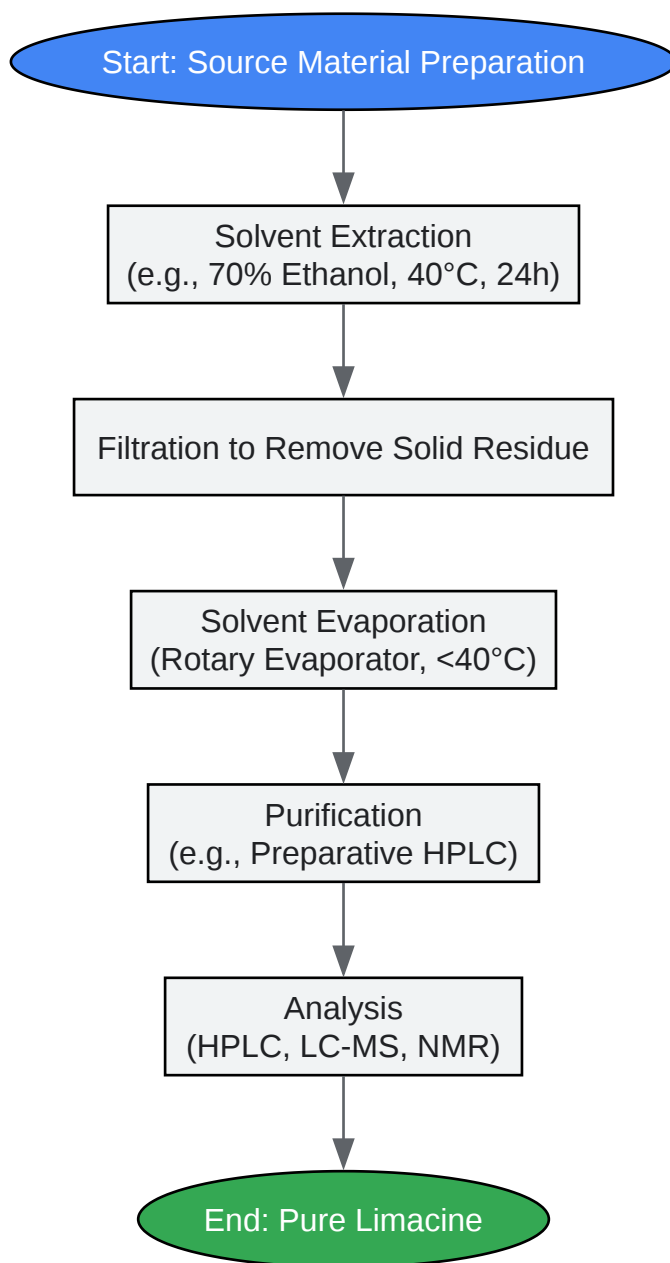 Start: Source Material Preparation
Solvent Extraction
(e.g., 70% Ethanol, 40°C, 24h)
Filtration to Remove Solid Residue
Solvent Evaporation
(Rotary Evaporator, <40°C)
Purification
(e.g., Preparative HPLC)
Analysis
(HPLC, LC-MS, NMR)
End: Pure Limacine